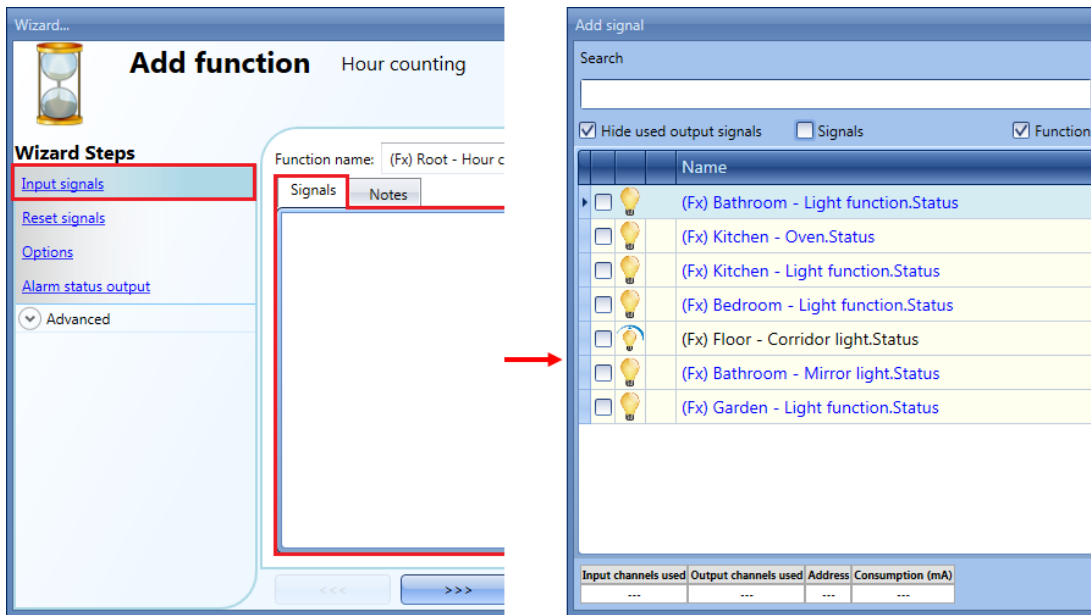 Wizard...
Add function Hour counting
Wizard Steps
Input signals
Reset signals
Options
Alarm status output
Advanced
Function name: (Fx) Root - Hour c
Signals Notes
<<< >>>
Add signal
Search
Hide used output signals Signals Function
Name
(Fx) Bathroom - Light function.Status
(Fx) Kitchen - Oven.Status
(Fx) Kitchen - Light function.Status
(Fx) Bedroom - Light function.Status
(Fx) Floor - Corridor light.Status
(Fx) Bathroom - Mirror light.Status
(Fx) Garden - Light function.Status
Input channels used Output channels used Address Consumption (mA)
--- --- --- ---